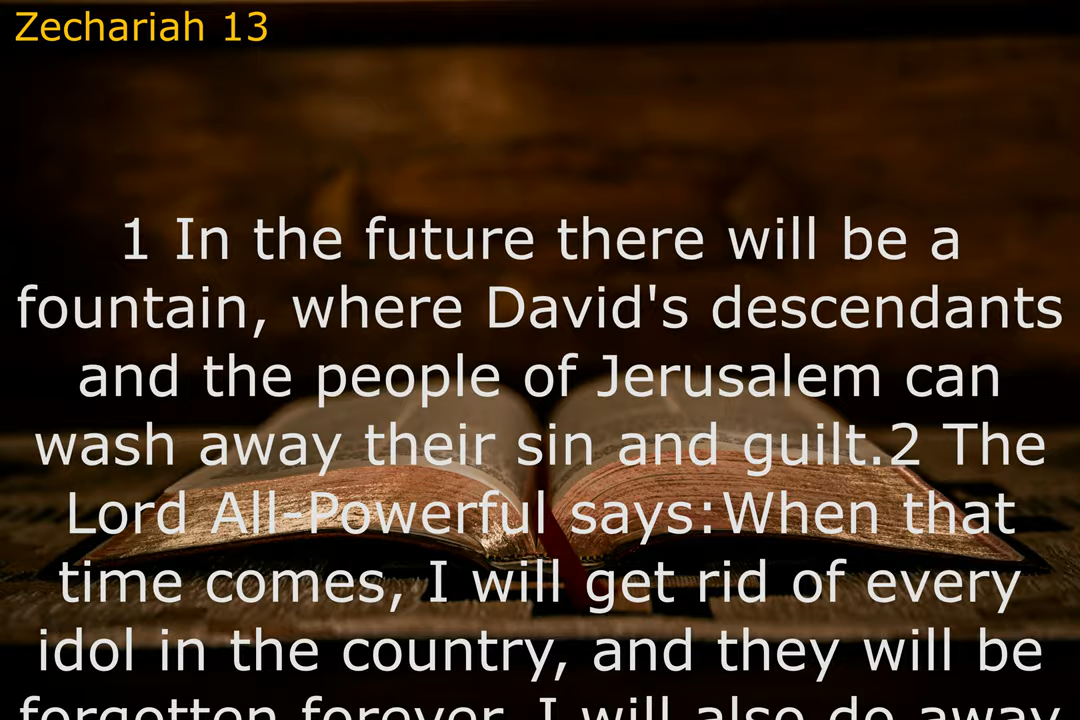 Zechariah 13
1 In the future there will be a
fountain, where David's descendants
and the people of Jerusalem can
wash away their sin and guilt.2 The
Lord All-Powerful says:When that
time comes, I will get rid of every
idol in the country, and they will be
forgotten forever. I will also do away